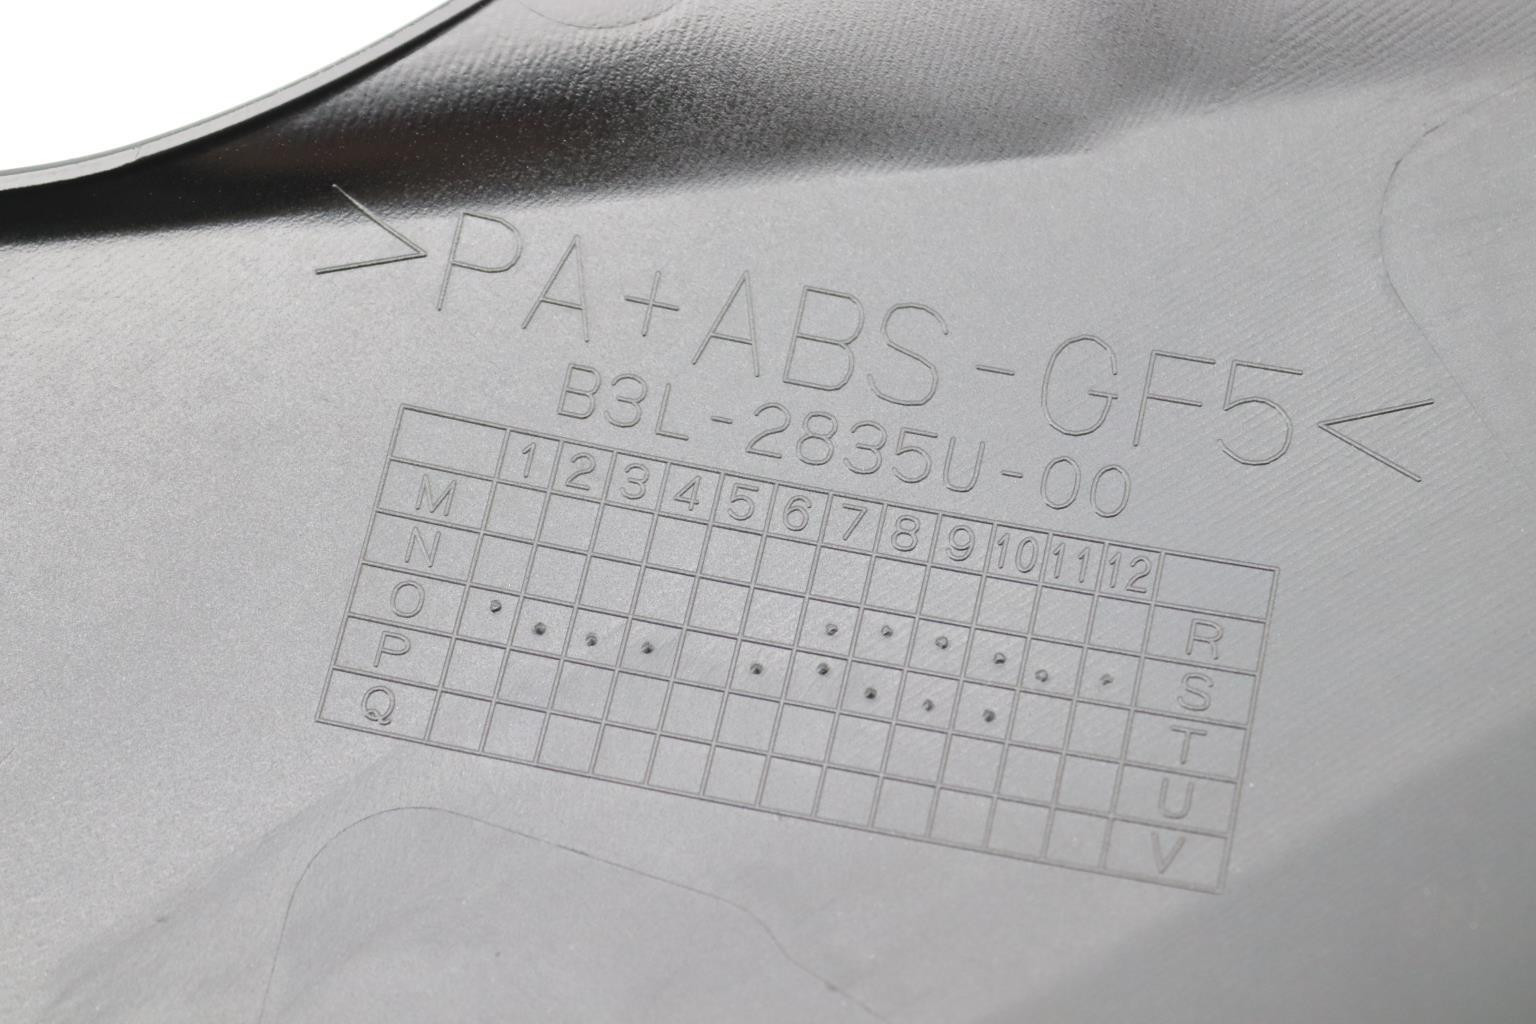 >PA+ABS-GF5<
B3L-2835U-00
1 2 3 4 5 6 7 8 9 10 11 12
M R
N S
O T
P U
Q V